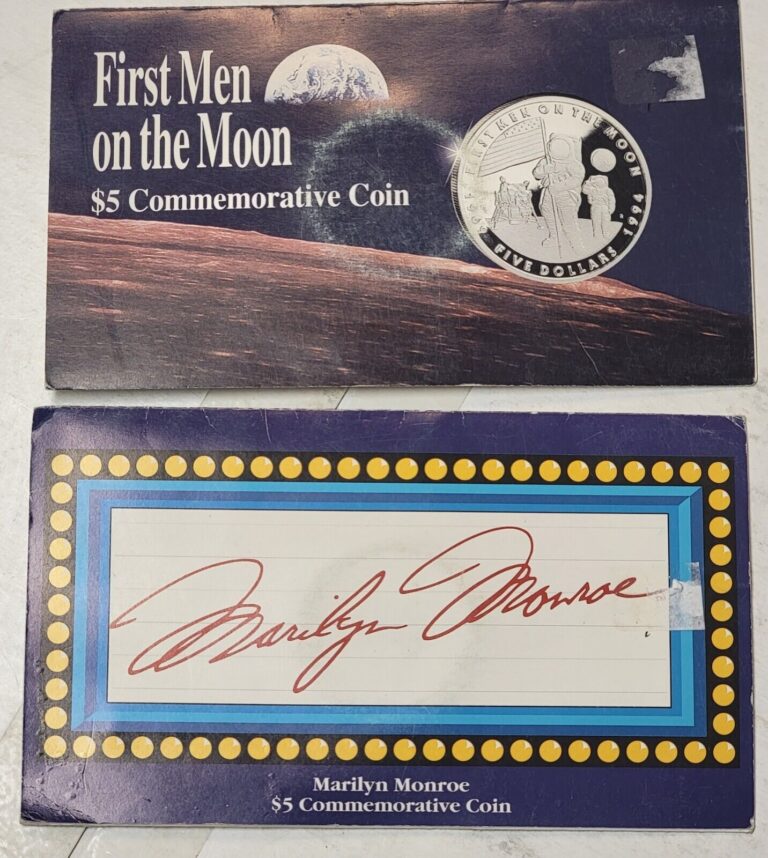 First Men
on the Moon
$5 Commemorative Coin
FIRST MEN ON THE MOON
FIVE DOLLARS 1994
Marilyn Monroe
Marilyn Monroe
$5 Commemorative Coin